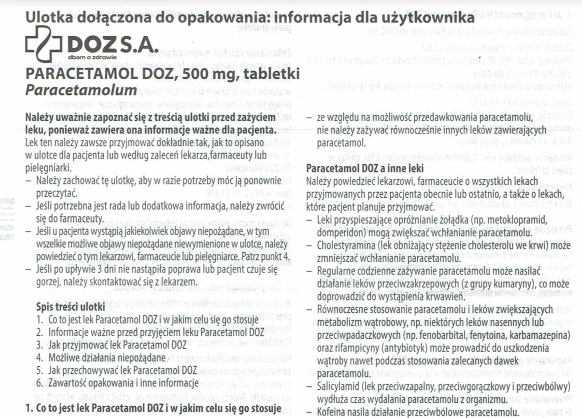 Ulotka dołączona do opakowania: informacja dla użytkownika
DOZ S.A.
dbam o zdrowie
PARACETAMOL DOZ, 500 mg, tabletki
Paracetamolum
Należy uważnie zapoznać się z treścią ulotki przed zażyciem
leku, ponieważ zawiera ona informacje ważne dla pacjenta.
Lek ten należy zawsze przyjmować dokładnie tak, jak to opisano
w ulotce dla pacjenta lub według zaleceń lekarza,farmaceuty lub
pielęgniarki.
– Należy zachować tę ulotkę, aby w razie potrzeby móc ją ponownie
przeczytać.
– Jeśli potrzebna jest rada lub dodatkowa informacja, należy zwrócić
się do farmaceuty.
– Jeśli u pacjenta wystąpią jakiekolwiek objawy niepożądane, w tym
wszelkie możliwe objawy niepożądane niewymienione w ulotce, należy
powiedzieć o tym lekarzowi, farmaceucie lub pielęgniarce. Patrz punkt 4.
– Jeśli po upływie 3 dni nie nastąpiła poprawa lub pacjent czuje się
gorzej, należy skontaktować się z lekarzem.
Spis treści ulotki
1. Co to jest lek Paracetamol DOZ i w jakim celu się go stosuje
2. Informacje ważne przed przyjęciem leku Paracetamol DOZ
3. Jak przyjmować lek Paracetamol DOZ
4. Możliwe działania niepożądane
5. Jak przechowywać lek Paracetamol DOZ
6. Zawartość opakowania i inne informacje
1. Co to jest lek Paracetamol DOZ i w jakim celu się go stosuje
– ze względu na możliwość przedawkowania paracetamolu,
nie należy zażywać równocześnie innych leków zawierających
paracetamol.
Paracetamol DOZ a inne leki
Należy powiedzieć lekarzowi, farmaceucie o wszystkich lekach
przyjmowanych przez pacjenta obecnie lub ostatnio, a także o lekach,
które pacjent planuje przyjmować.
– Leki przyspieszające opróżnianie żołądka (np. metoklopramid,
domperidon) mogą zwiększać wchłanianie paracetamolu.
– Cholestyramina (lek obniżający stężenie cholesterolu we krwi) może
zmniejszać wchłanianie paracetamolu.
– Regularne codzienne zażywanie paracetamolu może nasilać
działanie leków przeciwzakrzepowych (z grupy kumaryny), co może
doprowadzić do wystąpienia krwawień.
– Równoczesne stosowanie paracetamolu i leków zwiększających
metabolizm wątrobowy, np. niektórych leków nasennych lub
przeciwpadaczkowych (np. fenobarbital, fenytoina, karbamazepina)
oraz rifampicyny (antybiotyk) może prowadzić do uszkodzenia
wątroby nawet podczas stosowania zalecanych dawek
paracetamolu.
– Salicylamid (lek przeciwzapalny, przeciwgorączkowy i przeciwbólowy)
wydłuża czas wydalania paracetamolu z organizmu.
– Kofeina nasila działanie przeciwbólowe paracetamolu.